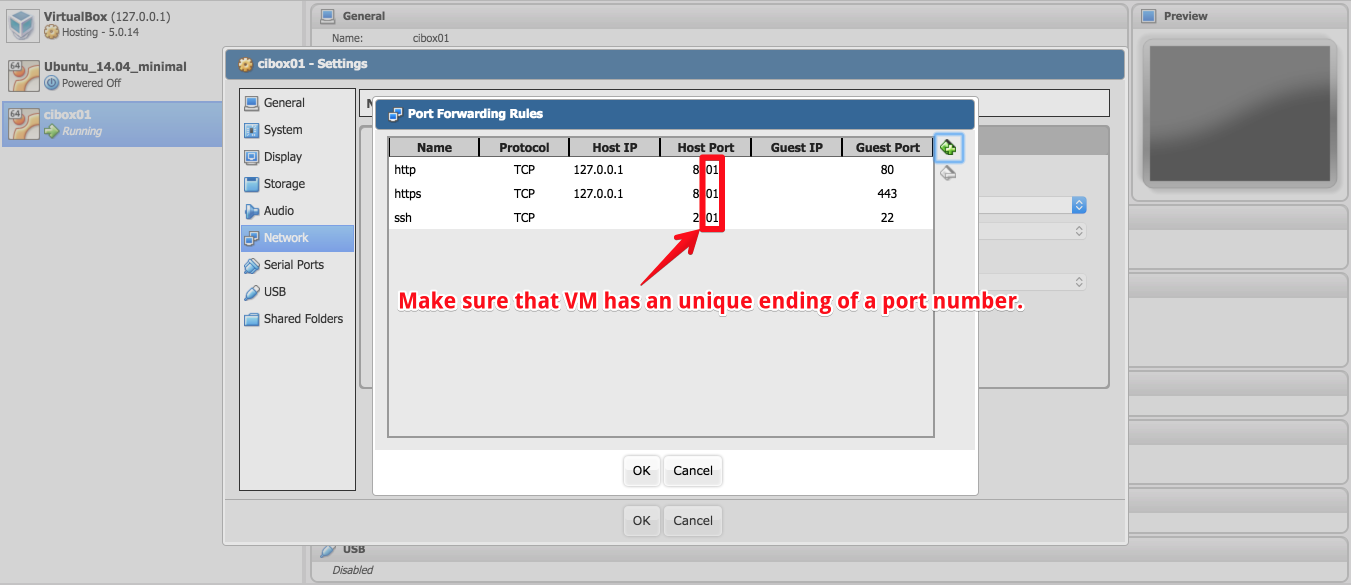 VirtualBox (127.0.0.1)
Hosting - 5.0.14
64
Ubuntu_14.04_minimal
Powered Off
64
cibox01
Running
General
Name: cibox01
Preview
cibox01 - Settings
General
System
Display
Storage
Audio
Network
Serial Ports
USB
Shared Folders
N
Port Forwarding Rules
Name Protocol Host IP Host Port Guest IP Guest Port
http TCP 127.0.0.1 8 01 80
https TCP 127.0.0.1 8 01 443
ssh TCP 2 01 22
Make sure that VM has an unique ending of a port number.
OK Cancel
OK Cancel
USB
Disabled